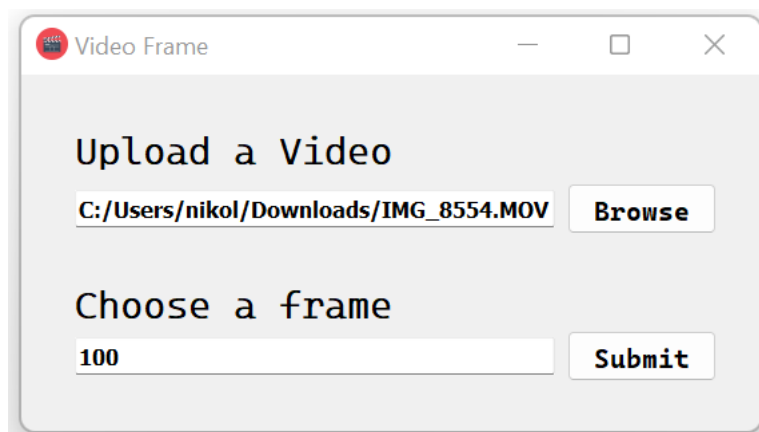 Video Frame
Upload a Video
C:/Users/nikol/Downloads/IMG_8554.MOV Browse
Choose a frame
100 Submit